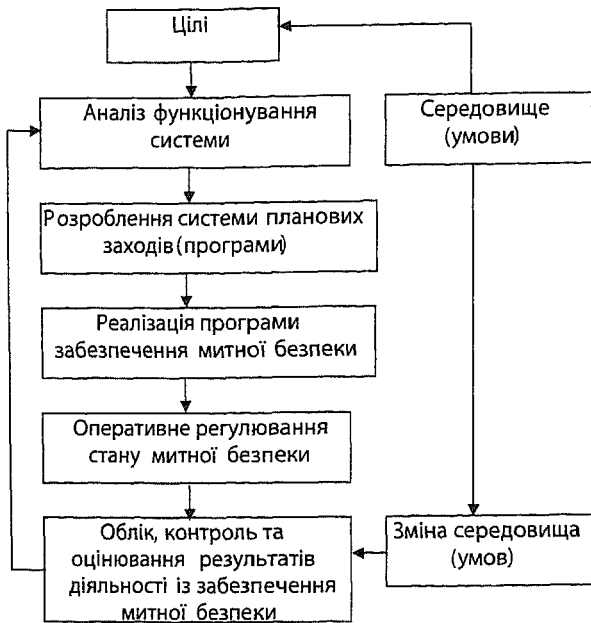 Цілі
Аналіз функціонування
системи
Середовище
(умови)
Розроблення системи планових
заходів (програми)
Реалізація програми
забезпечення митної безпеки
Оперативне регулювання
стану митної безпеки
Облік, контроль та
оцінювання результатів
діяльності із забезпечення
митної безпеки
Зміна середовища
(умов)